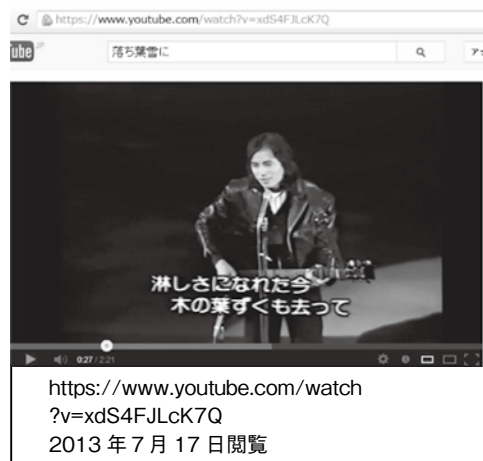 https://www.youtube.com/watch?v=xdS4FJLcK7Q
Tube
落ち葉雪に
淋しさになれた今
木の葉ずくも去って
0:27 / 2:21
https://www.youtube.com/watch
?v=xdS4FJLcK7Q
2013 年 7 月 17 日閲覧